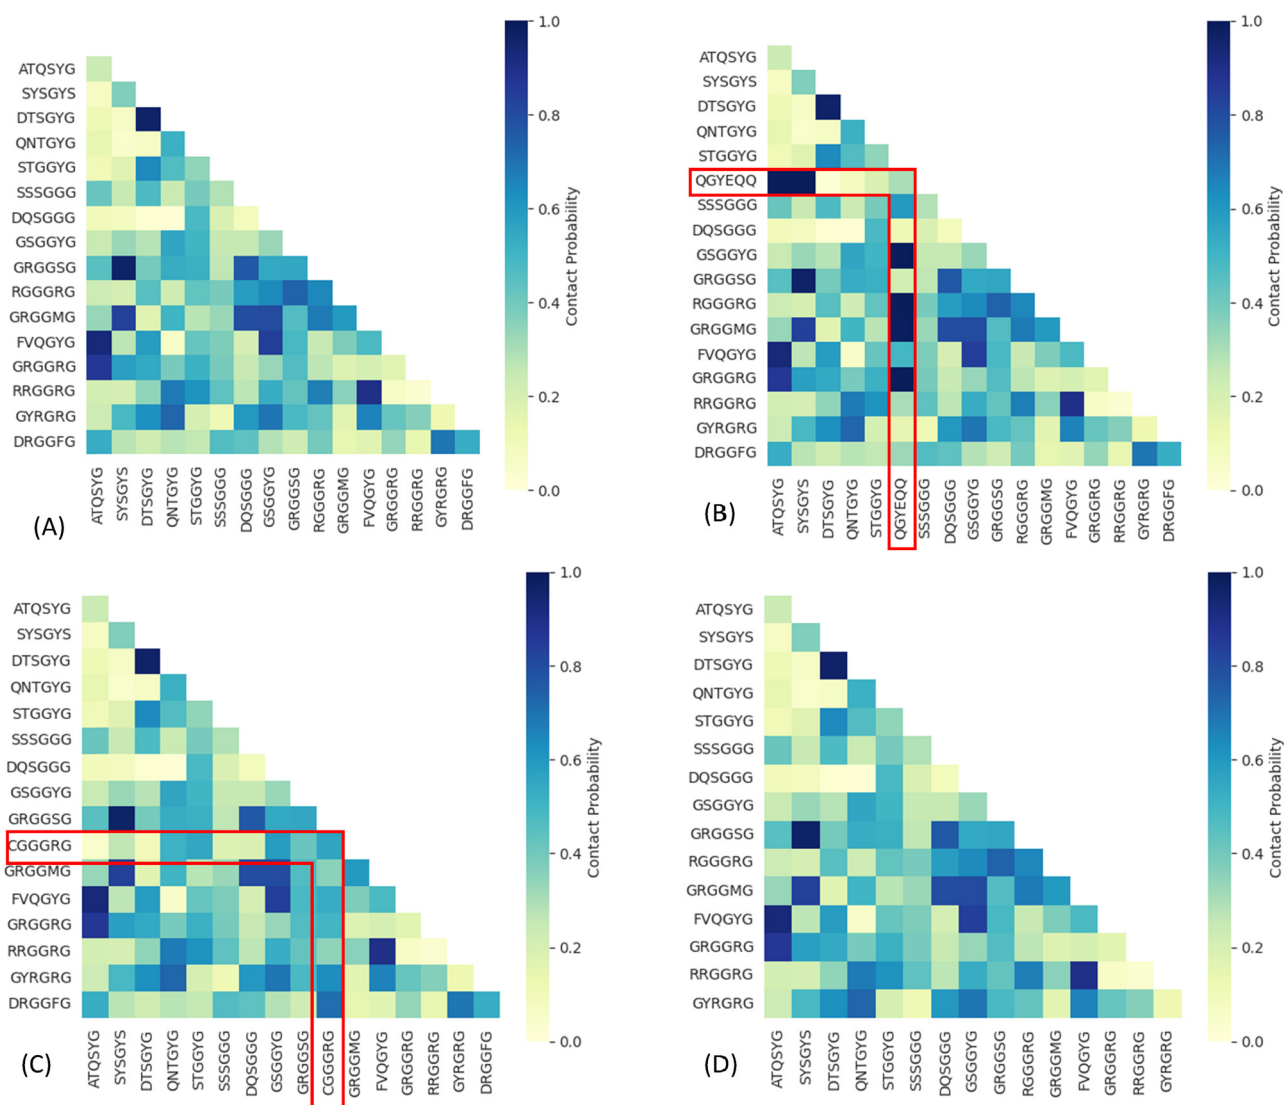 ATQSYG
SYSGYS
DTSGYG
QNTGYG
STGGYG
SSSGGG
DQSGGG
GSGGYG
GRGGSG
RGGGRG
GRGGMG
FVQGYG
GRGGRG
RRGGRG
GYRGRG
DRGGFG
ATQSYG
SYSGYS
DTSGYG
QNTGYG
STGGYG
SSSGGG
DQSGGG
GSGGYG
GRGGSG
RGGGRG
GRGGMG
FVQGYG
GRGGRG
RRGGRG
GYRGRG
DRGGFG
1.0
0.8
0.6
0.4
0.2
0.0
Contact Probability
(A)
ATQSYG
SYSGYS
DTSGYG
QNTGYG
STGGYG
QGYEQQ
SSSGGG
DQSGGG
GSGGYG
GRGGSG
RGGGRG
GRGGMG
FVQGYG
GRGGRG
RRGGRG
GYRGRG
DRGGFG
ATQSYG
SYSGYS
DTSGYG
QNTGYG
STGGYG
QGYEQQ
SSSGGG
DQSGGG
GSGGYG
GRGGSG
RGGGRG
GRGGMG
FVQGYG
GRGGRG
RRGGRG
GYRGRG
DRGGFG
1.0
0.8
0.6
0.4
0.2
0.0
Contact Probability
(B)
ATQSYG
SYSGYS
DTSGYG
QNTGYG
STGGYG
SSSGGG
DQSGGG
GSGGYG
GRGGSG
CGGGRG
GRGGMG
FVQGYG
GRGGRG
RRGGRG
GYRGRG
DRGGFG
ATQSYG
SYSGYS
DTSGYG
QNTGYG
STGGYG
SSSGGG
DQSGGG
GSGGYG
GRGGSG
CGGGRG
GRGGMG
FVQGYG
GRGGRG
RRGGRG
GYRGRG
DRGGFG
1.0
0.8
0.6
0.4
0.2
0.0
Contact Probability
(C)
ATQSYG
SYSGYS
DTSGYG
QNTGYG
STGGYG
SSSGGG
DQSGGG
GSGGYG
GRGGSG
RGGGRG
GRGGMG
FVQGYG
GRGGRG
RRGGRG
GYRGRG
ATQSYG
SYSGYS
DTSGYG
QNTGYG
STGGYG
SSSGGG
DQSGGG
GSGGYG
GRGGSG
RGGGRG
GRGGMG
FVQGYG
GRGGRG
RRGGRG
GYRGRG
1.0
0.8
0.6
0.4
0.2
0.0
Contact Probability
(D)